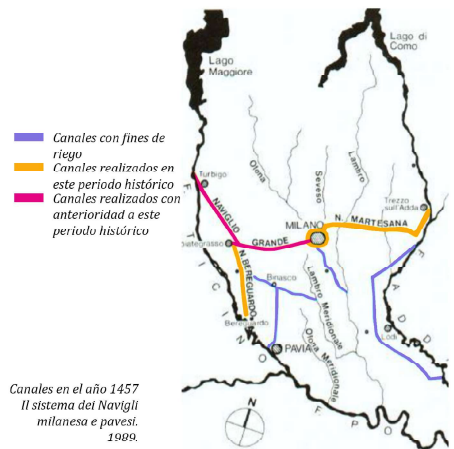 Lago di
Como
Lago
Maggiore
Canales con fines de
riego
Canales realizados en
este periodo histórico
Canales realizados con
anterioridad a este
periodo histórico
Olona
Seveso
Lambro
Turbigo
Trezzo
sull'Adda
NAVIGLIO
GRANDE
MILANO
N. MARTESANA
N. BEREGUARDO
Binasco
Bereguardo
Lambro Meridionale
Olona Meridionale
Lodi
PAVIA
F. TICINO
F. ADDA
F. PO
N
Canales en el año 1457
Il sistema dei Navigli
milanesa e pavesi.
1989.